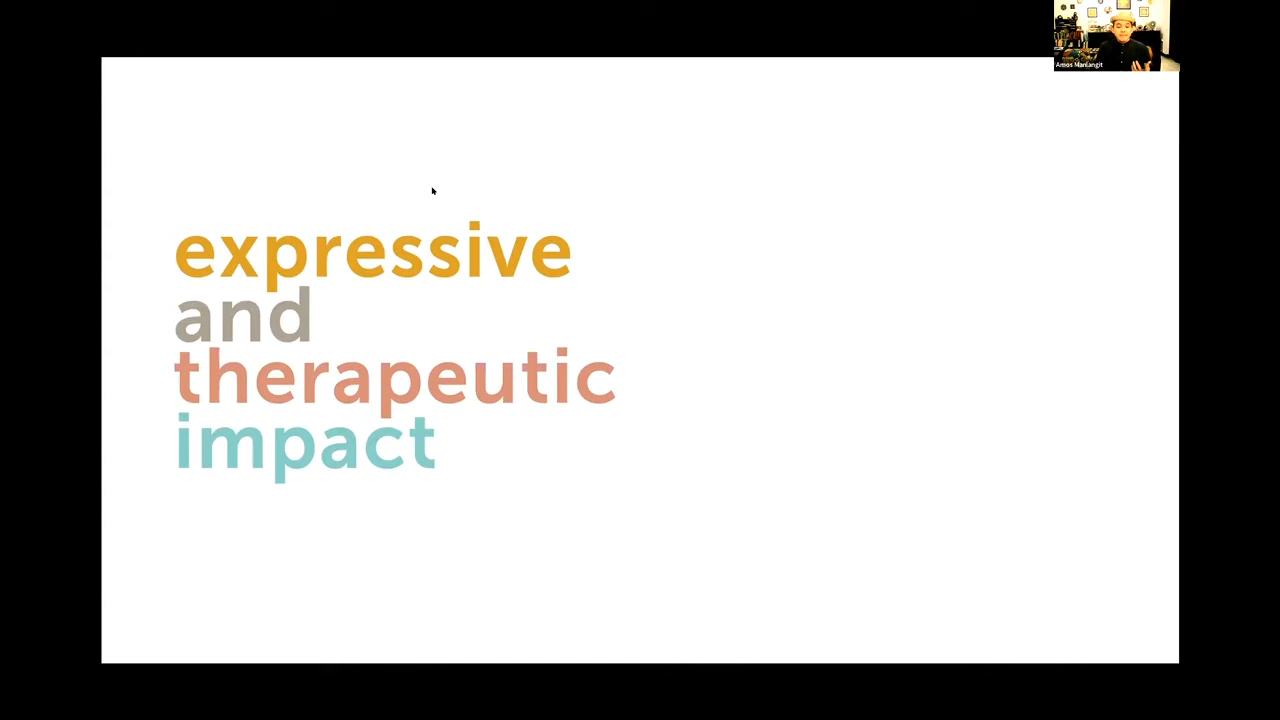 Amos Manlangit
expressive
and
therapeutic
impact